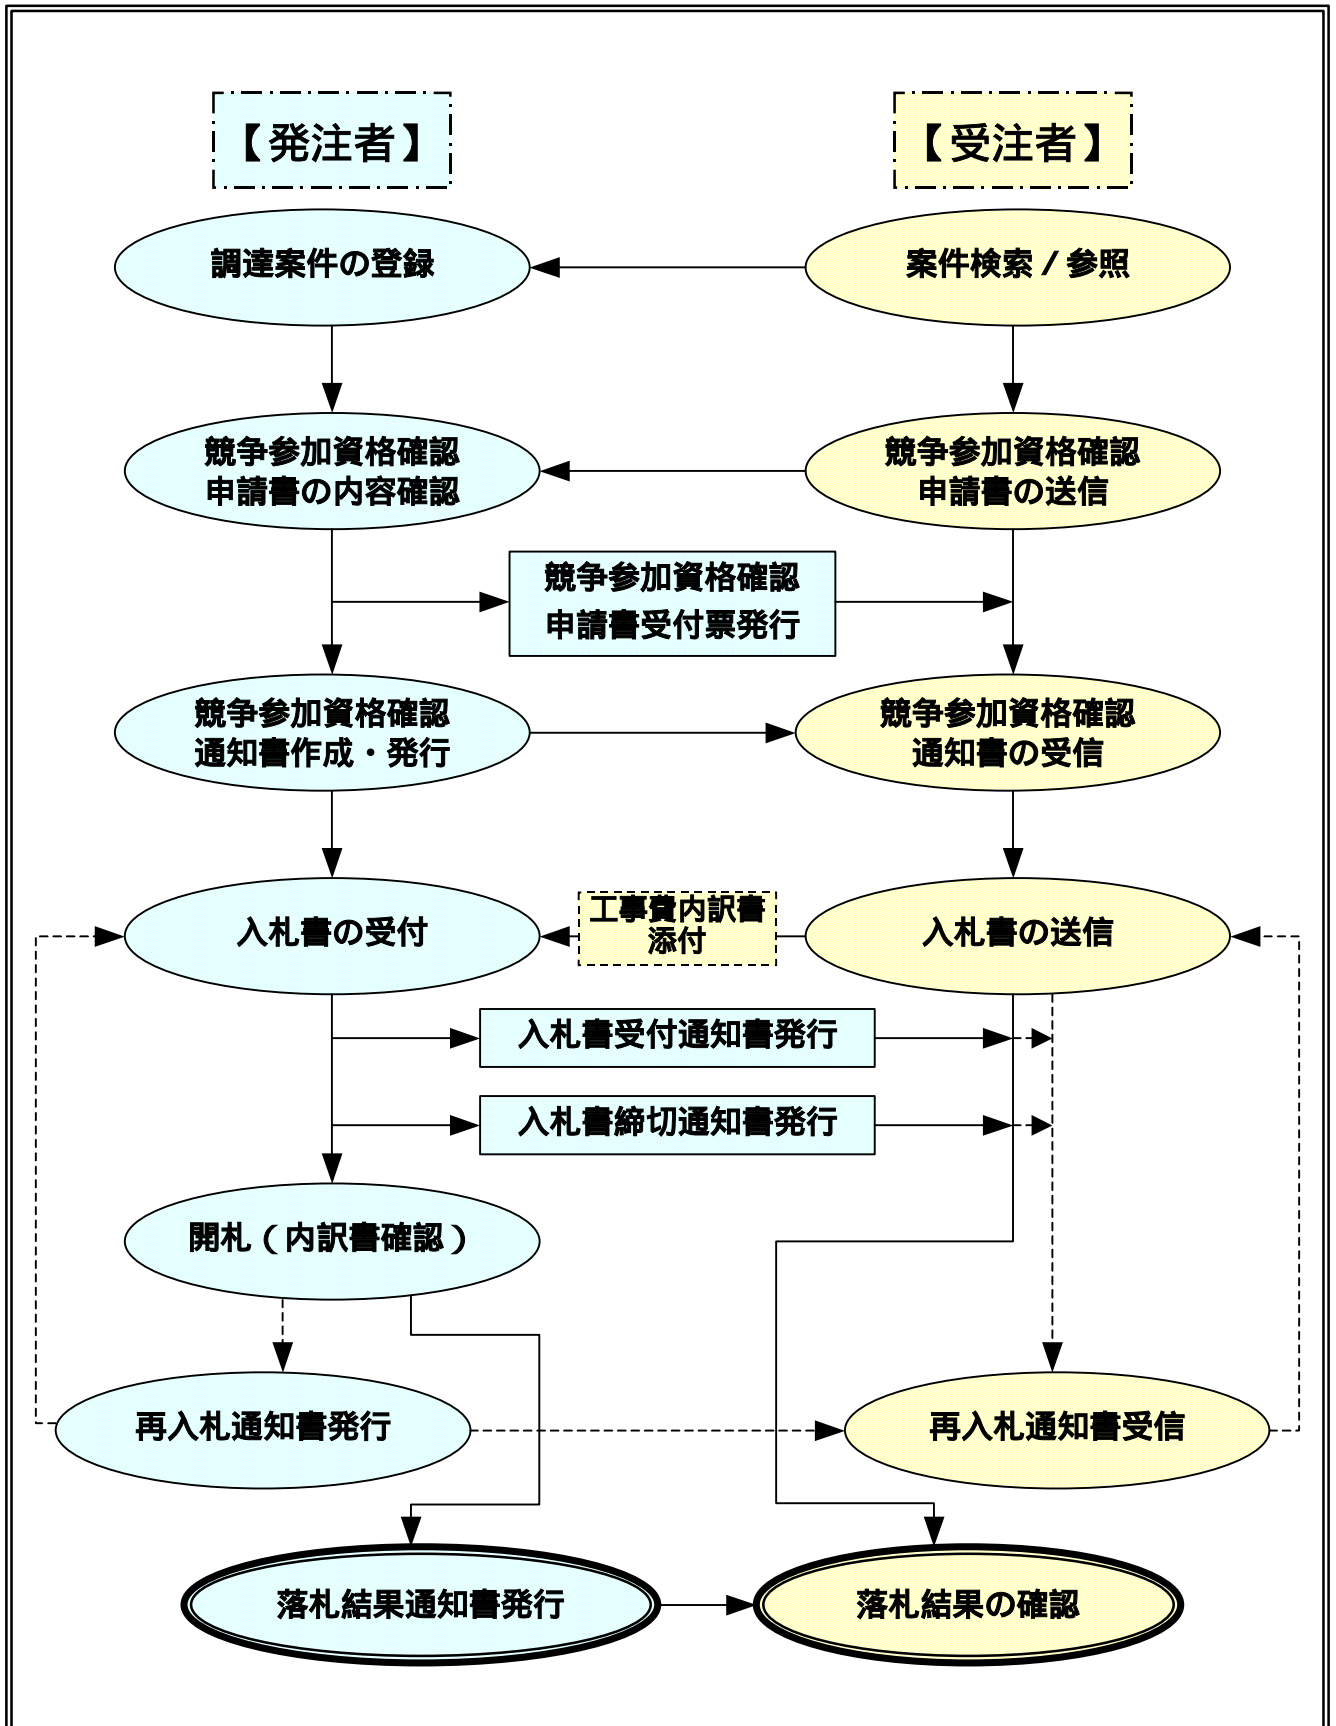 【発注者】
【受注者】
調達案件の登録
案件検索/参照
競争参加資格確認
申請書の内容確認
競争参加資格確認
申請書の送信
競争参加資格確認
申請書受付票発行
競争参加資格確認
通知書作成・発行
競争参加資格確認
通知書の受信
入札書の受付
工事費内訳書
添付
入札書の送信
入札書受付通知書発行
入札書締切通知書発行
開札(内訳書確認)
再入札通知書発行
再入札通知書受信
落札結果通知書発行
落札結果の確認